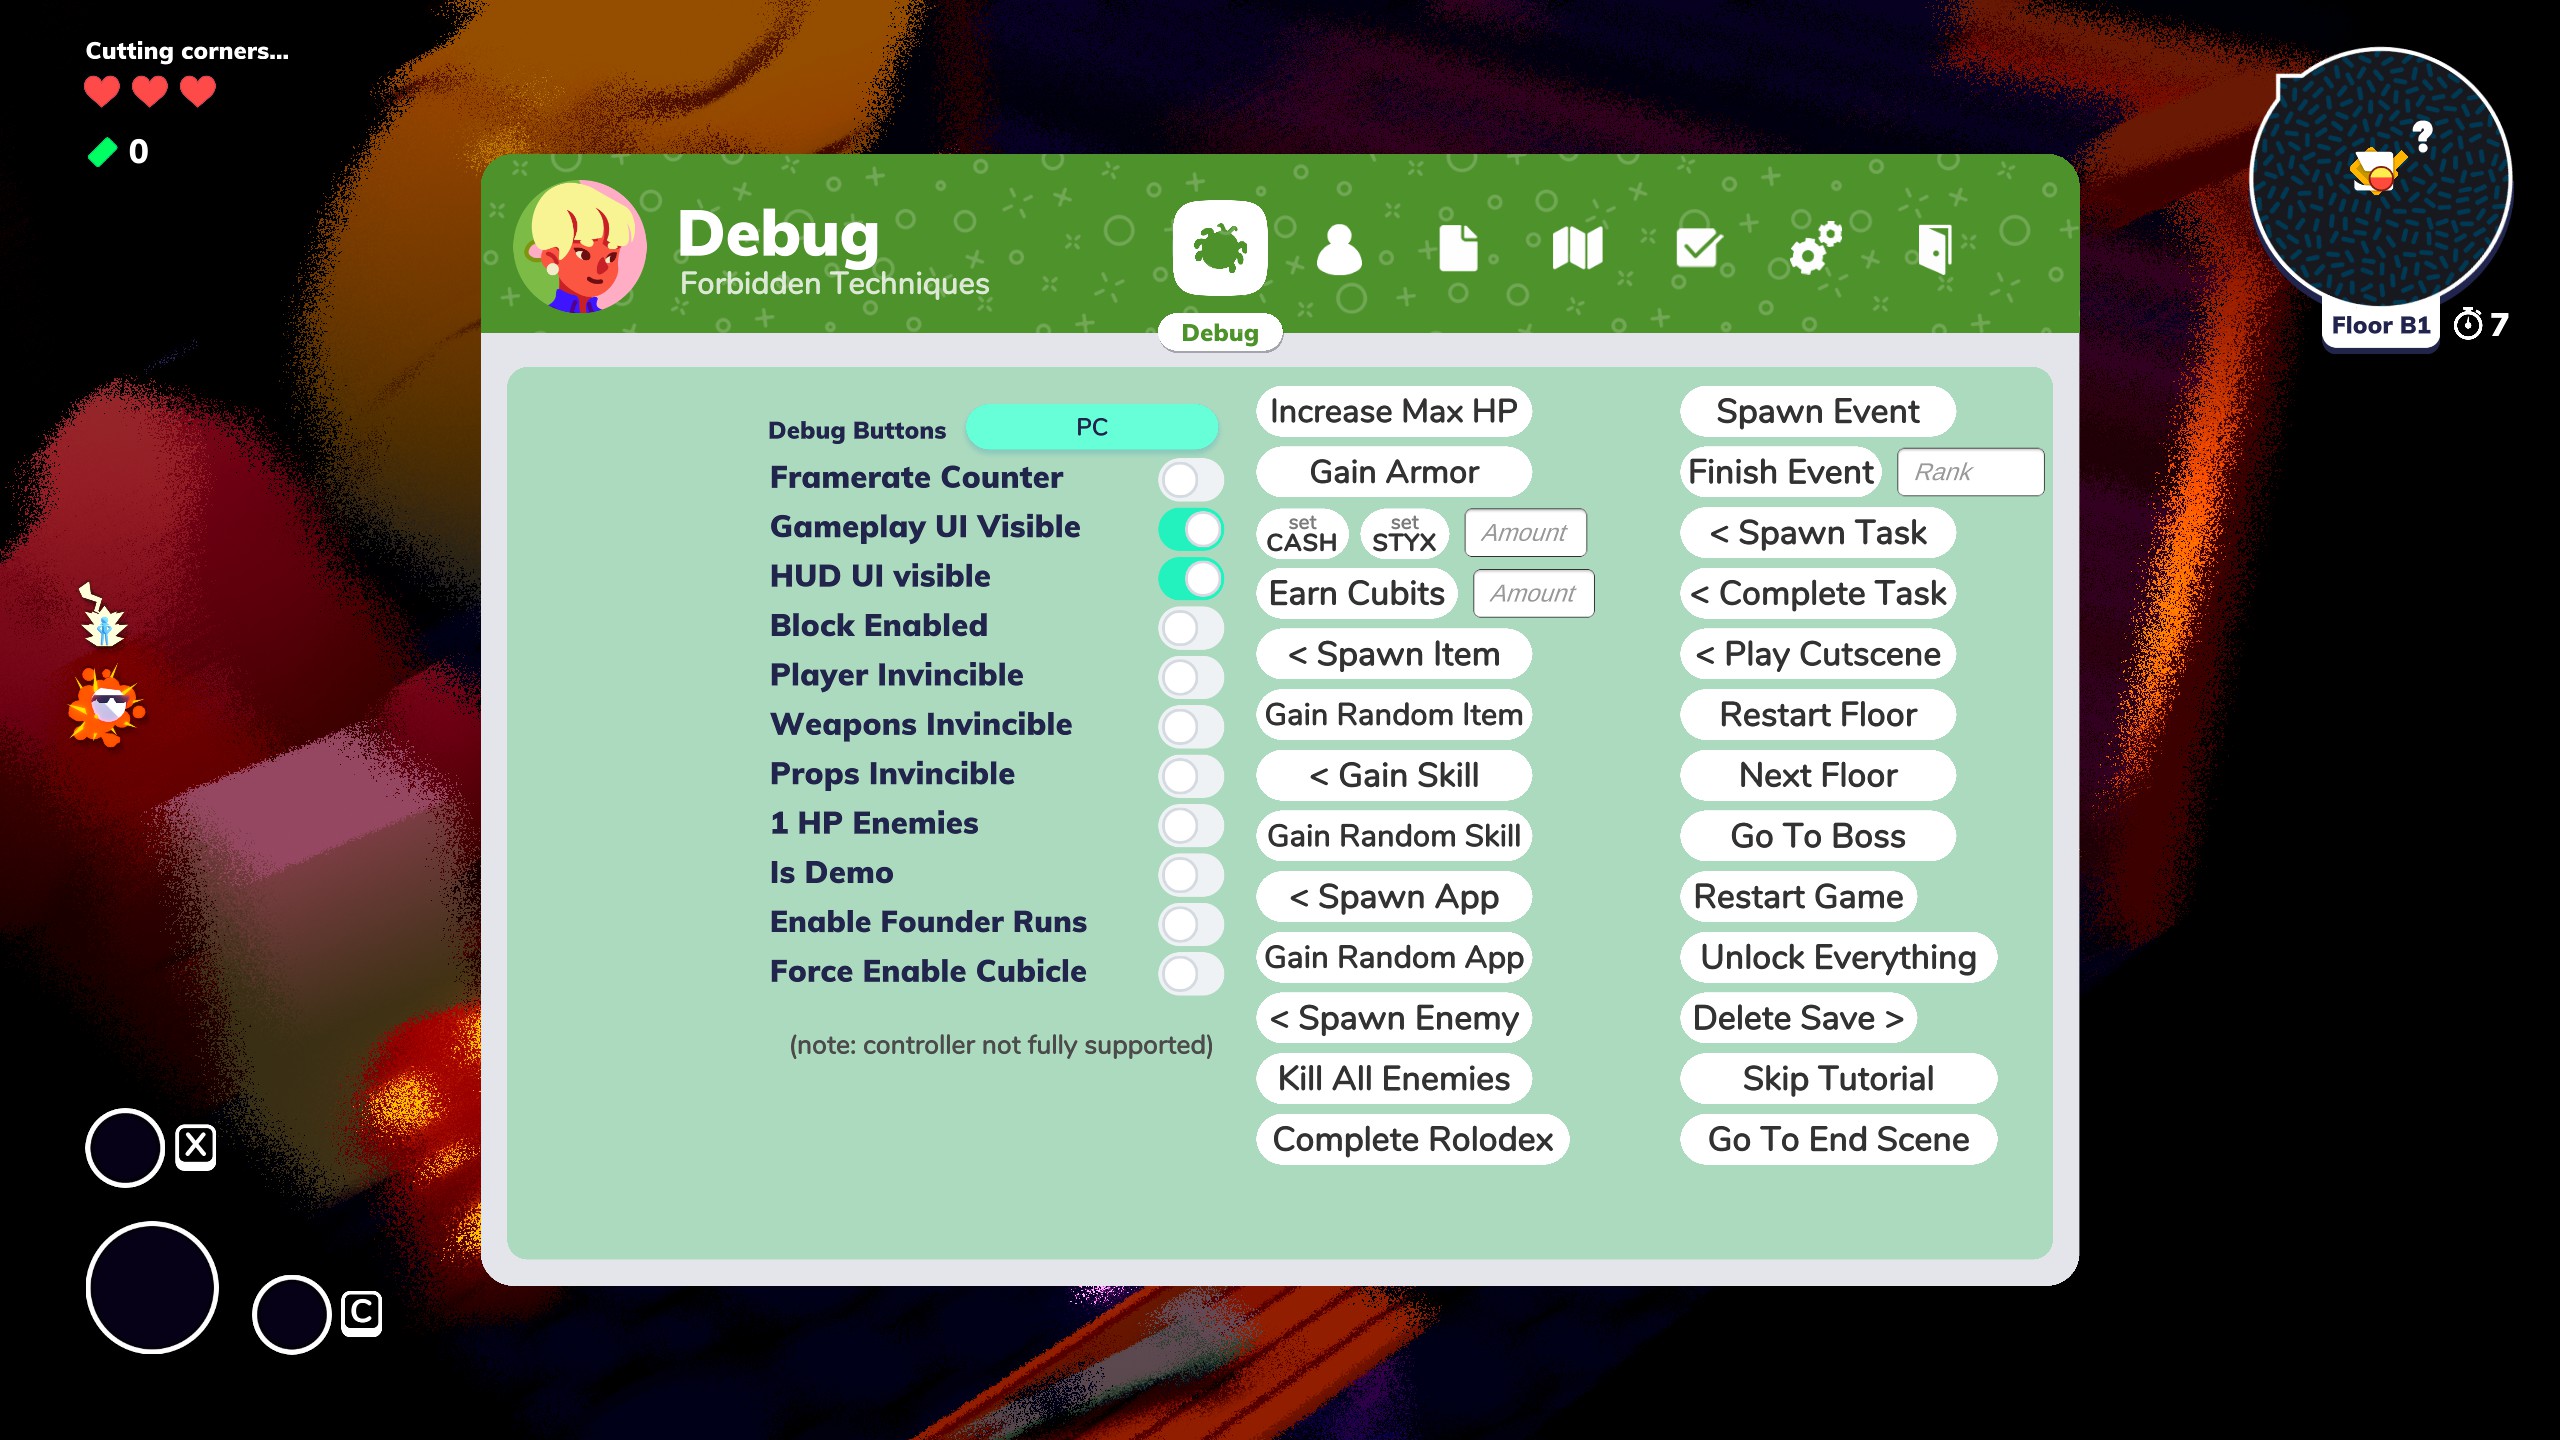 Cutting corners...
0
Debug
Forbidden Techniques
Debug
?
Floor B1
7
Debug Buttons
PC
Framerate Counter
Gameplay UI Visible
HUD UI visible
Block Enabled
Player Invincible
Weapons Invincible
Props Invincible
1 HP Enemies
Is Demo
Enable Founder Runs
Force Enable Cubicle
(note: controller not fully supported)
Increase Max HP
Gain Armor
set CASH
set STYX
Amount
Earn Cubits
Amount
< Spawn Item
Gain Random Item
< Gain Skill
Gain Random Skill
< Spawn App
Gain Random App
< Spawn Enemy
Kill All Enemies
Complete Rolodex
Spawn Event
Finish Event
Rank
< Spawn Task
< Complete Task
< Play Cutscene
Restart Floor
Next Floor
Go To Boss
Restart Game
Unlock Everything
Delete Save >
Skip Tutorial
Go To End Scene
X
C